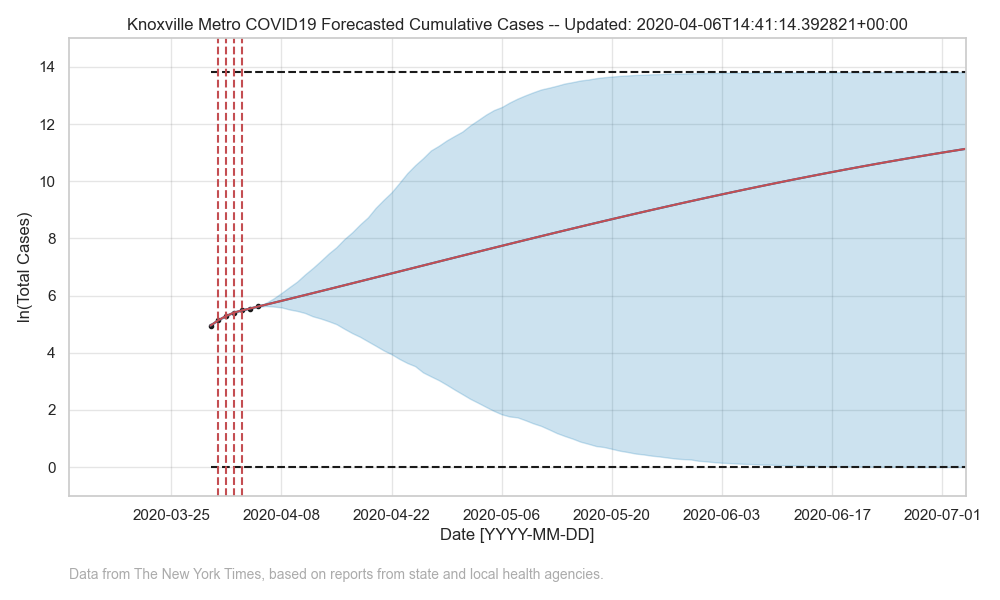 Knoxville Metro COVID19 Forecasted Cumulative Cases -- Updated: 2020-04-06T14:41:14.392821+00:00
14
12
10
8
6
4
2
0
ln(Total Cases)
2020-03-25 2020-04-08 2020-04-22 2020-05-06 2020-05-20 2020-06-03 2020-06-17 2020-07-01
Date [YYYY-MM-DD]
Data from The New York Times, based on reports from state and local health agencies.